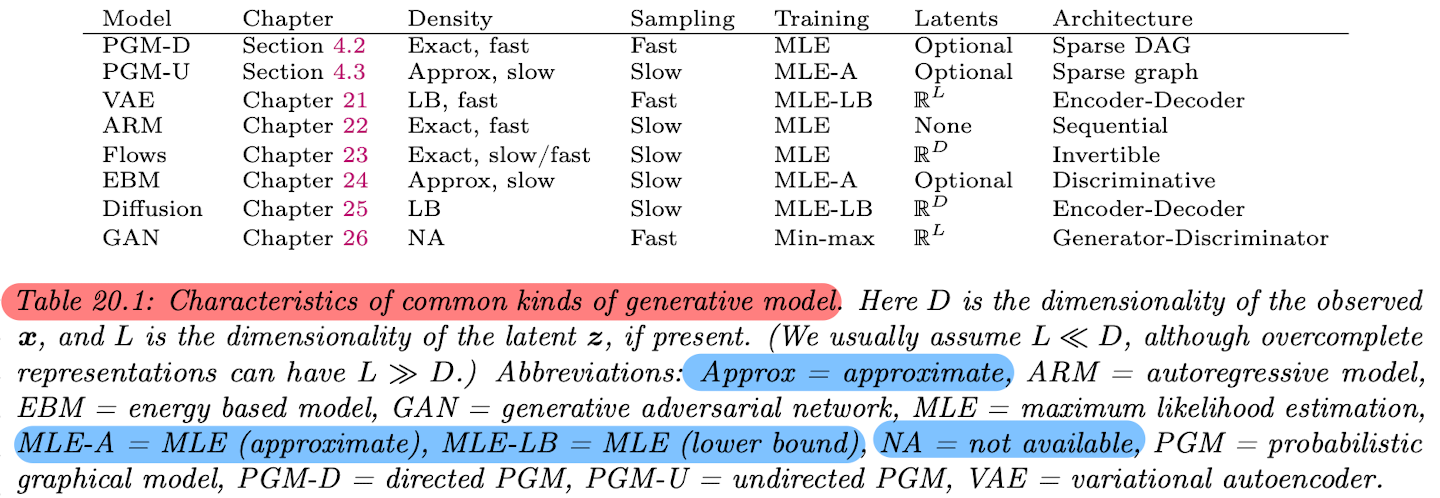 Model Chapter Density Sampling Training Latents Architecture
PGM-D Section 4.2 Exact, fast Fast MLE Optional Sparse DAG
PGM-U Section 4.3 Approx, slow Slow MLE-A Optional Sparse graph
VAE Chapter 21 LB, fast Fast MLE-LB ℝ^L Encoder-Decoder
ARM Chapter 22 Exact, fast Slow MLE None Sequential
Flows Chapter 23 Exact, slow/fast Slow MLE ℝ^D Invertible
EBM Chapter 24 Approx, slow Slow MLE-A Optional Discriminative
Diffusion Chapter 25 LB Slow MLE-LB ℝ^D Encoder-Decoder
GAN Chapter 26 NA Fast Min-max ℝ^L Generator-Discriminator
Table 20.1: Characteristics of common kinds of generative model. Here D is the dimensionality of the observed
x, and L is the dimensionality of the latent z, if present. (We usually assume L ≪ D, although overcomplete
representations can have L ≫ D.) Abbreviations: Approx = approximate, ARM = autoregressive model,
EBM = energy based model, GAN = generative adversarial network, MLE = maximum likelihood estimation,
MLE-A = MLE (approximate), MLE-LB = MLE (lower bound), NA = not available, PGM = probabilistic
graphical model, PGM-D = directed PGM, PGM-U = undirected PGM, VAE = variational autoencoder.